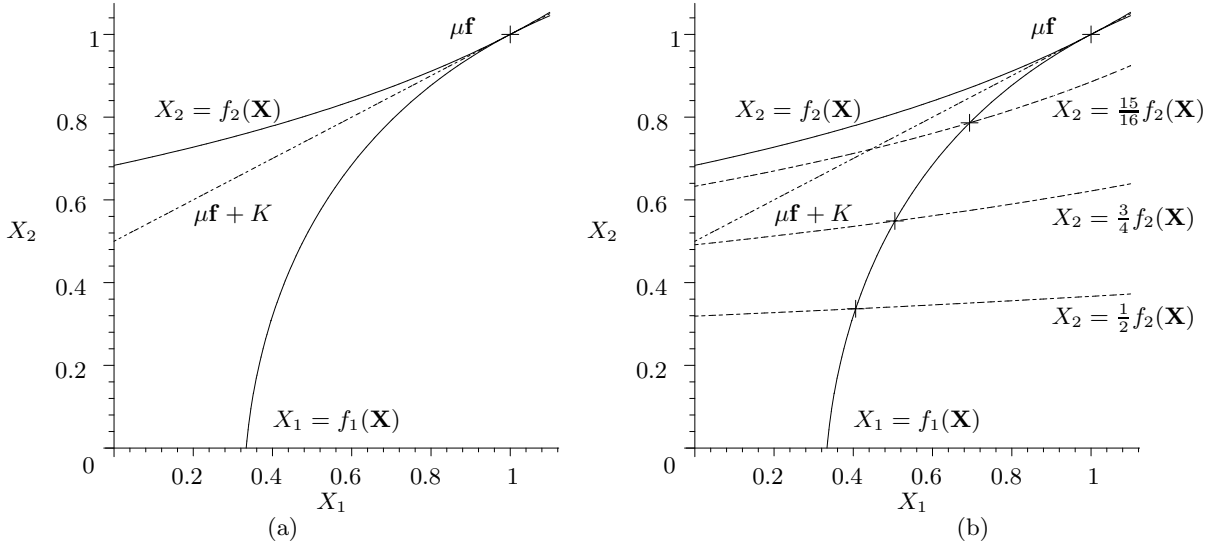 1
μf
X₂ = f₂(X)
0.8
0.6
μf + K
X₂
0.4
0.2
X₁ = f₁(X)
0
0.2
0.4
0.6
0.8
1
X₁
(a)
1
μf
X₂ = f₂(X)
X₂ = 15/16 f₂(X)
0.8
0.6
μf + K
X₂ = 3/4 f₂(X)
X₂
0.4
X₂ = 1/2 f₂(X)
0.2
X₁ = f₁(X)
0
0.2
0.4
0.6
0.8
1
X₁
(b)